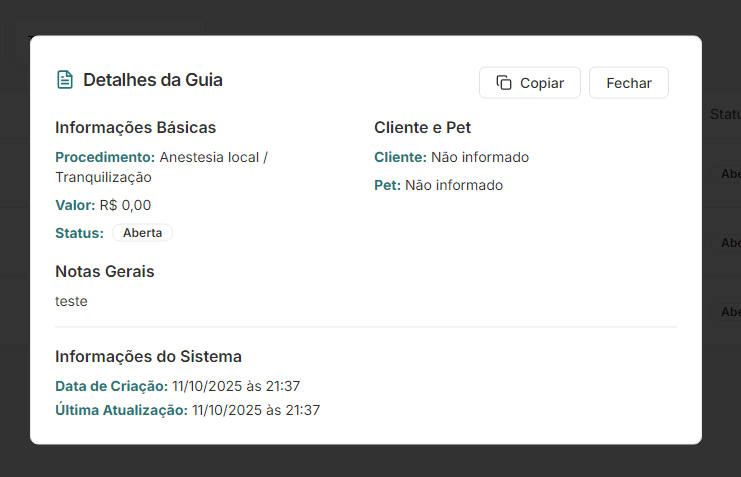 Detalhes da Guia
Copiar
Fechar
Informações Básicas
Procedimento: Anestesia local /
Tranquilização
Valor: R$ 0,00
Status: Aberta
Cliente e Pet
Cliente: Não informado
Pet: Não informado
Notas Gerais
teste
Informações do Sistema
Data de Criação: 11/10/2025 às 21:37
Última Atualização: 11/10/2025 às 21:37
Statu
Abe
Abe
Abe